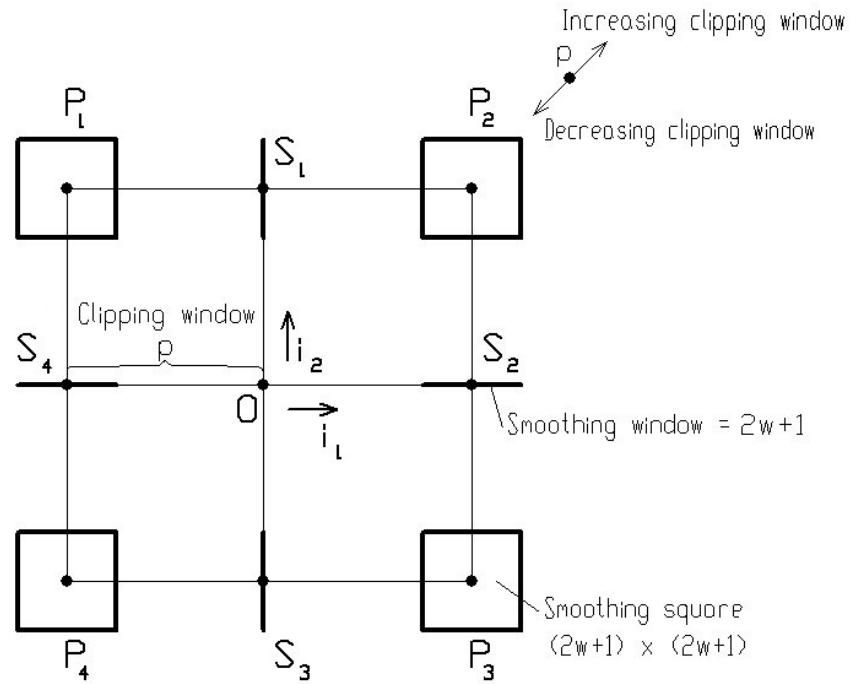 Increasing clipping window
p
Decreasing clipping window
P1
P2
S1
Clipping window
p
S4
i2
S2
O
i1
Smoothing window = 2w+1
Smoothing square
(2w+1) x (2w+1)
P4
S3
P3